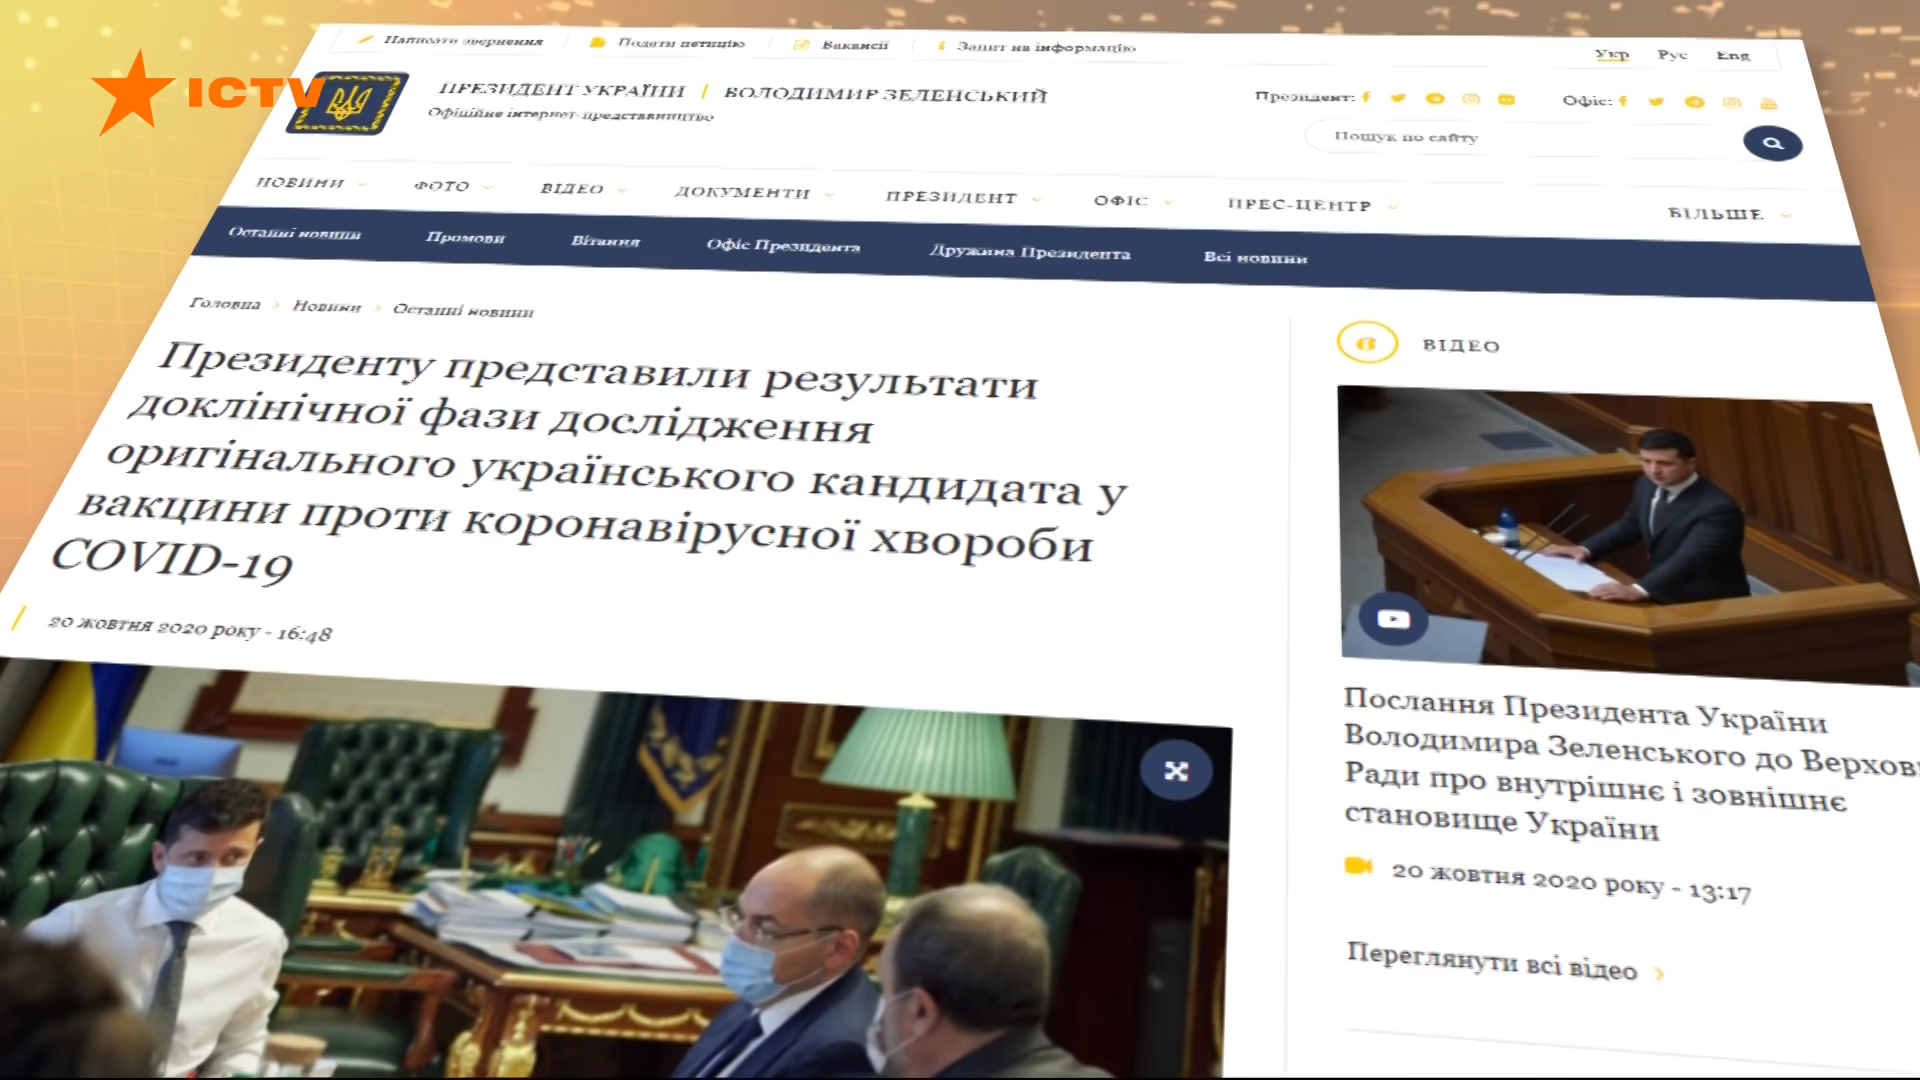 Написати звернення
Подати петицію
Вакансії
Запит на інформацію
Укр Рус Eng
ICTV
ПРЕЗИДЕНТ УКРАЇНИ / ВОЛОДИМИР ЗЕЛЕНСЬКИЙ
Офіційне інтернет-представництво
Президент:
Офіс:
Пошук по сайту
НОВИНИ ФОТО ВІДЕО ДОКУМЕНТИ ПРЕЗИДЕНТ ОФІС ПРЕС-ЦЕНТР БІЛЬШЕ
Останні новини Промови Вітання Офіс Президента Дружина Президента Всі новини
Головна > Новини > Останні новини
Президенту представили результати
доклінічної фази дослідження
оригінального українського кандидата у
вакцини проти коронавірусної хвороби
COVID-19
20 жовтня 2020 року - 16:48
6 ВІДЕО
Послання Президента України
Володимира Зеленського до Верхов
Ради про внутрішнє і зовнішнє
становище України
20 жовтня 2020 року - 13:17
Переглянути всі відео